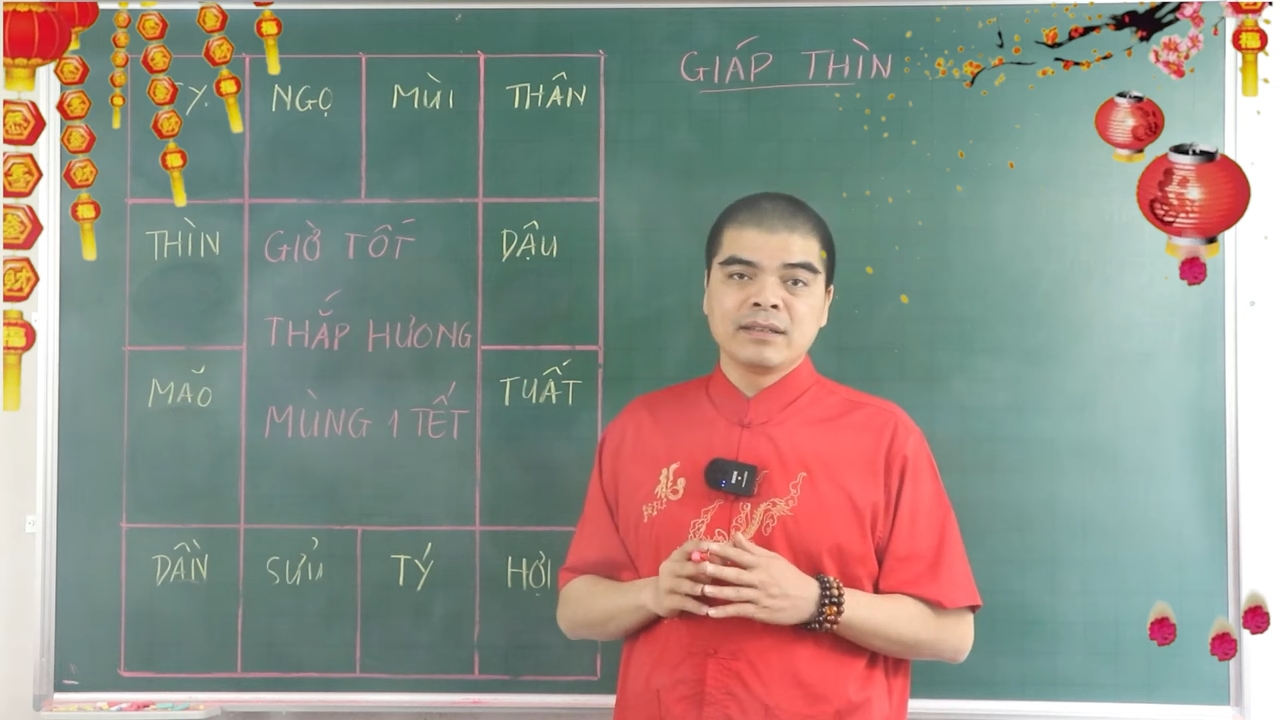 GIÁP THÌN
TỴ
NGỌ
MÙI
THÂN
THÌN
GIỜ TỐT
THẮP HƯƠNG
MÙNG 1 TẾT
DẬU
MÃO
TUẤT
DẦN
SỬU
TÝ
HỢI